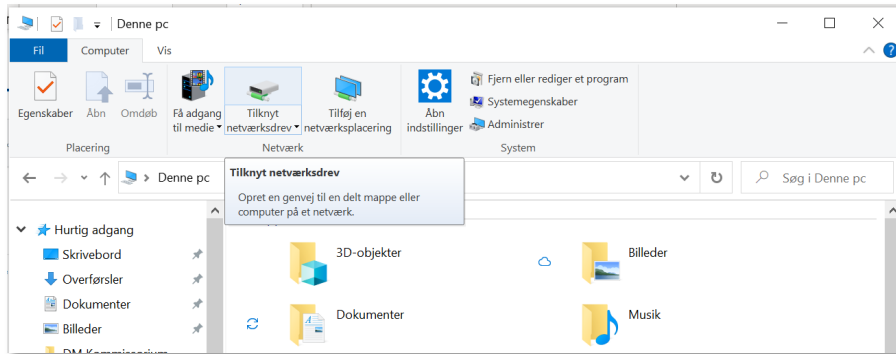 Denne pc
Fil
Computer
Vis
Egenskaber
Åbn
Omdøb
Få adgang
til medie
Tilknyt
netværksdrev
Tilføj en
netværksplacering
Åbn
indstillinger
Fjern eller rediger et program
Systemegenskaber
Administrer
Placering
Netværk
System
Denne pc
Søg i Denne pc
Tilknyt netværksdrev
Opret en genvej til en delt mappe eller
computer på et netværk.
Hurtig adgang
Skrivebord
Overførsler
Dokumenter
Billeder
DM Kommissorium
3D-objekter
Billeder
Dokumenter
Musik